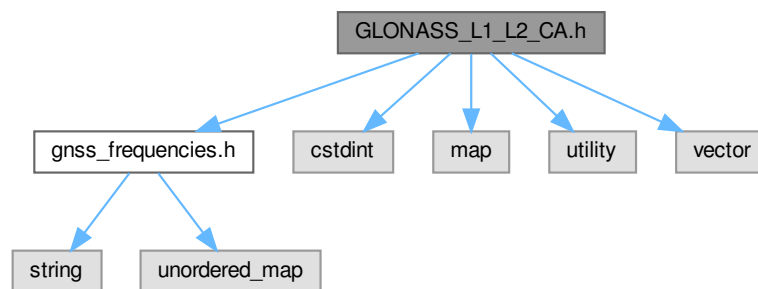 GLONASS_L1_L2_CA.h
gnss_frequencies.h
cstdint
map
utility
vector
string
unordered_map